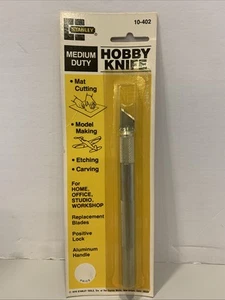 STANLEY
10-402
MEDIUM
DUTY
HOBBY
KNIFE
• Mat
Cutting
• Model
Making
• Etching
• Carving
For
HOME,
OFFICE,
STUDIO,
WORKSHOP
Replacement
Blades
Positive
Lock
Aluminum
Handle